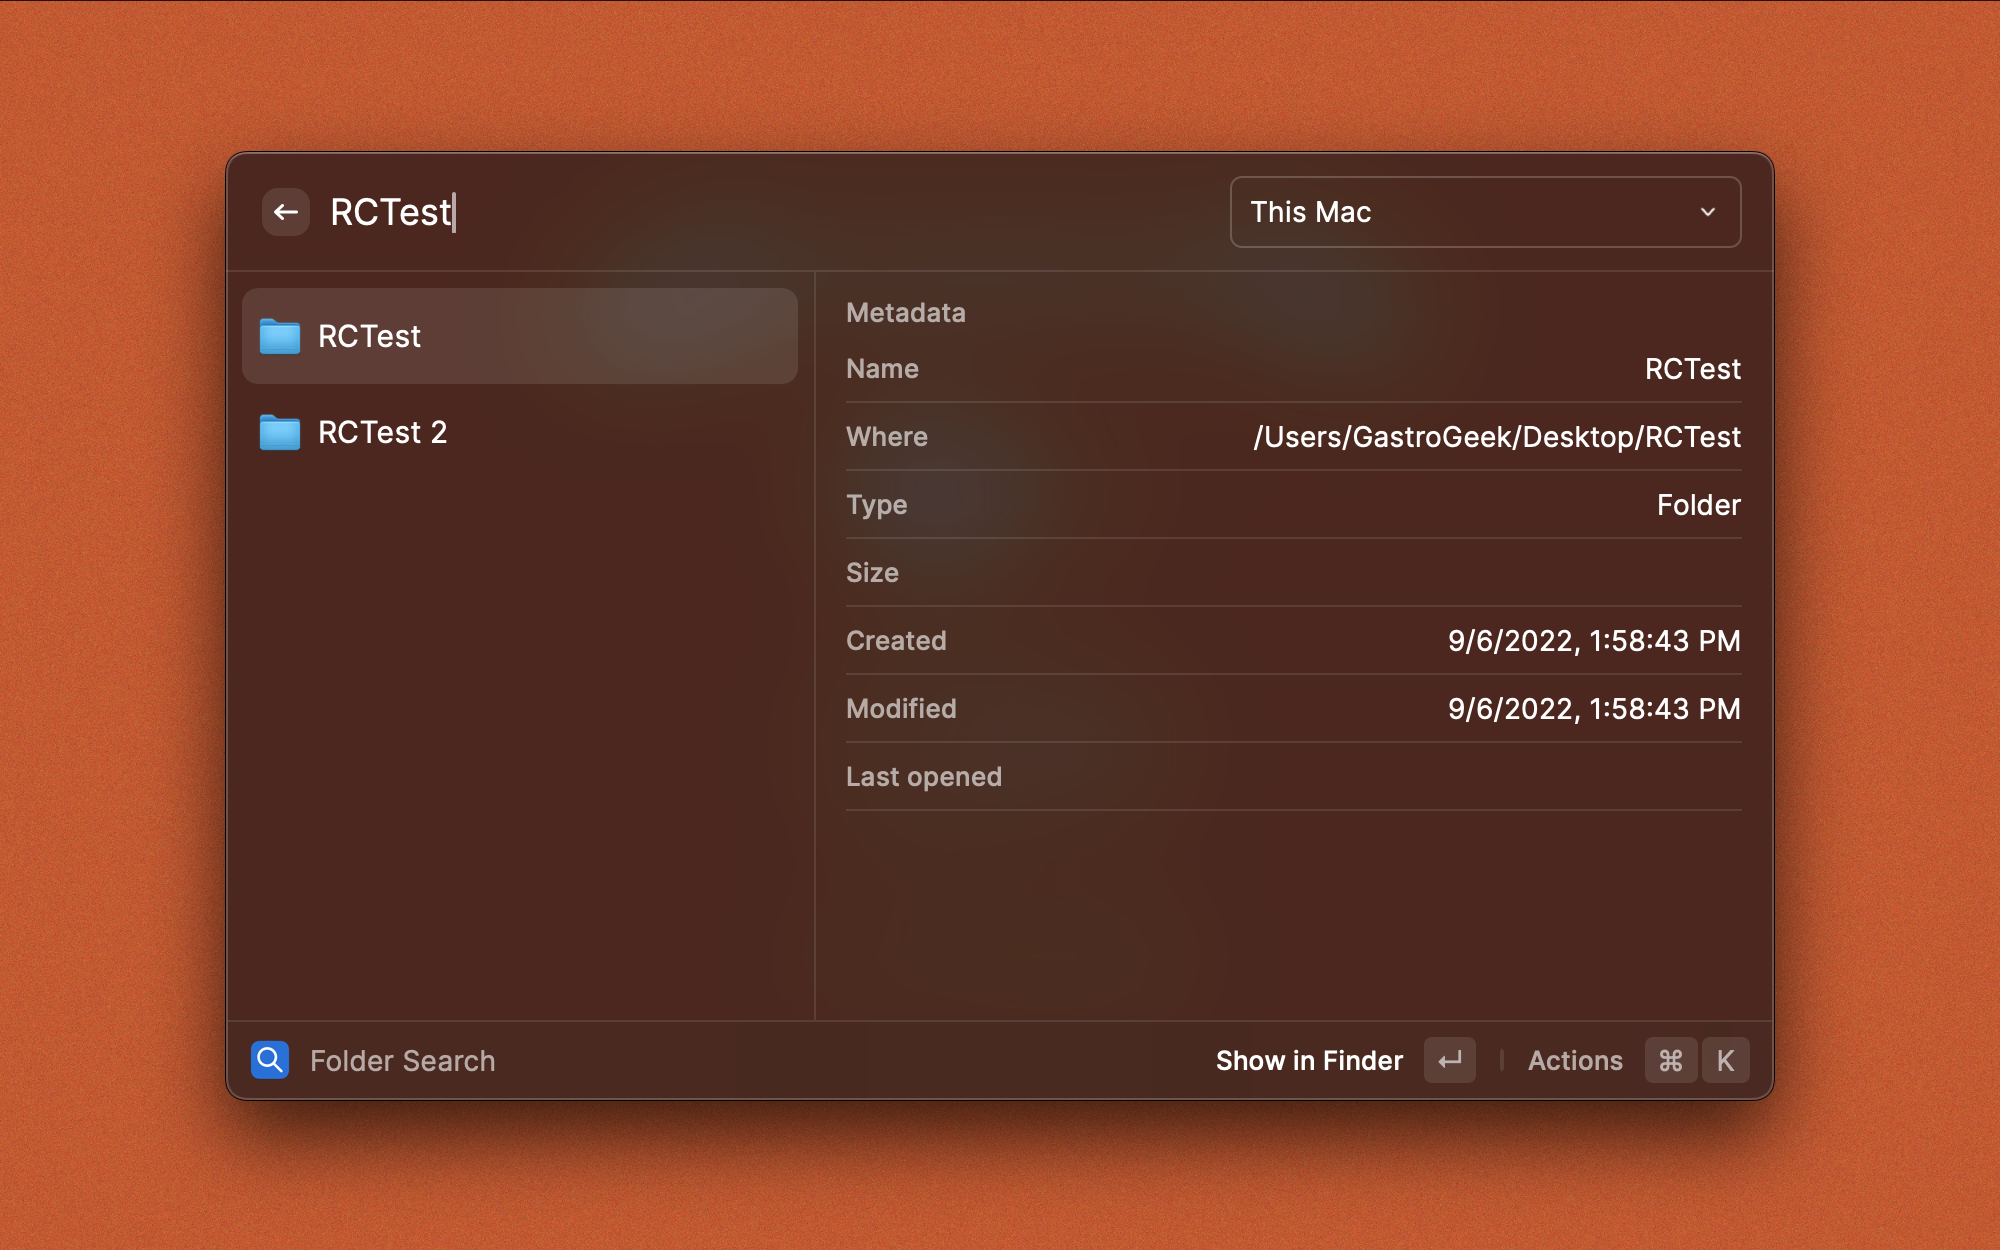 RCTest
This Mac
RCTest
RCTest 2
Metadata
Name RCTest
Where /Users/GastroGeek/Desktop/RCTest
Type Folder
Size
Created 9/6/2022, 1:58:43 PM
Modified 9/6/2022, 1:58:43 PM
Last opened
Folder Search
Show in Finder ↵ Actions ⌘ K